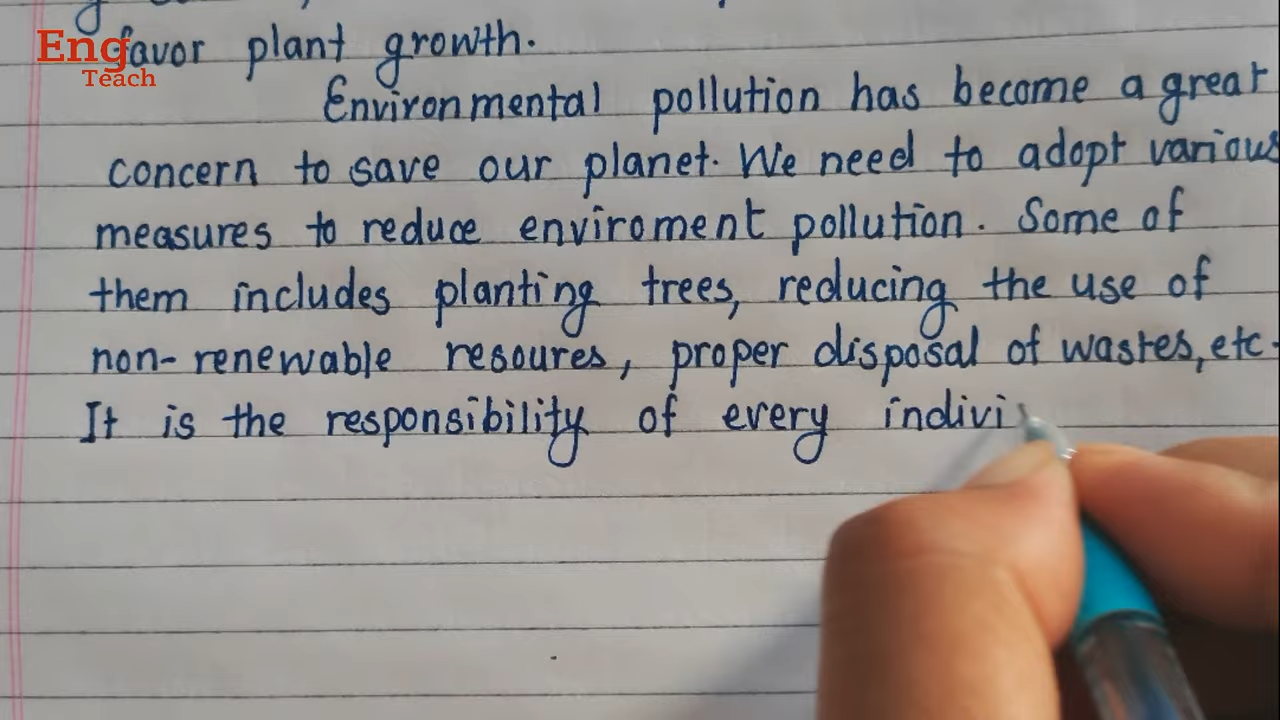 Eng
Teach
favor plant growth.
Environmental pollution has become a great
concern to save our planet. We need to adopt various
measures to reduce enviroment pollution. Some of
them includes planting trees, reducing the use of
non-renewable resoures, proper disposal of wastes, etc.
It is the responsibility of every indivi